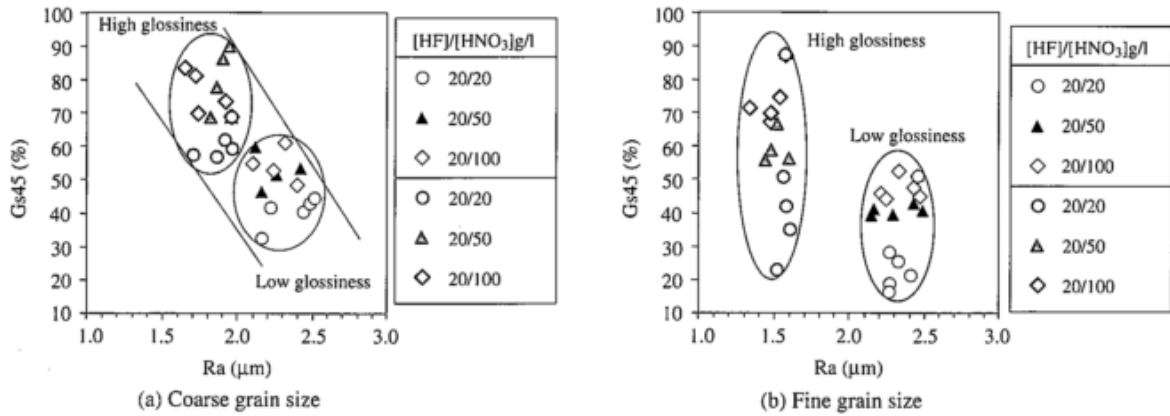 100
90
80
70
60
50
40
30
20
10
Gs45 (%)
High glossiness
Low glossiness
1.0 1.5 2.0 2.5 3.0
Ra (μm)
(a) Coarse grain size
[HF]/[HNO₃]g/l
20/20
20/50
20/100
20/20
20/50
20/100
100
90
80
70
60
50
40
30
20
10
Gs45 (%)
High glossiness
Low glossiness
1.0 1.5 2.0 2.5 3.0
Ra (μm)
(b) Fine grain size
[HF]/[HNO₃]g/l
20/20
20/50
20/100
20/20
20/50
20/100